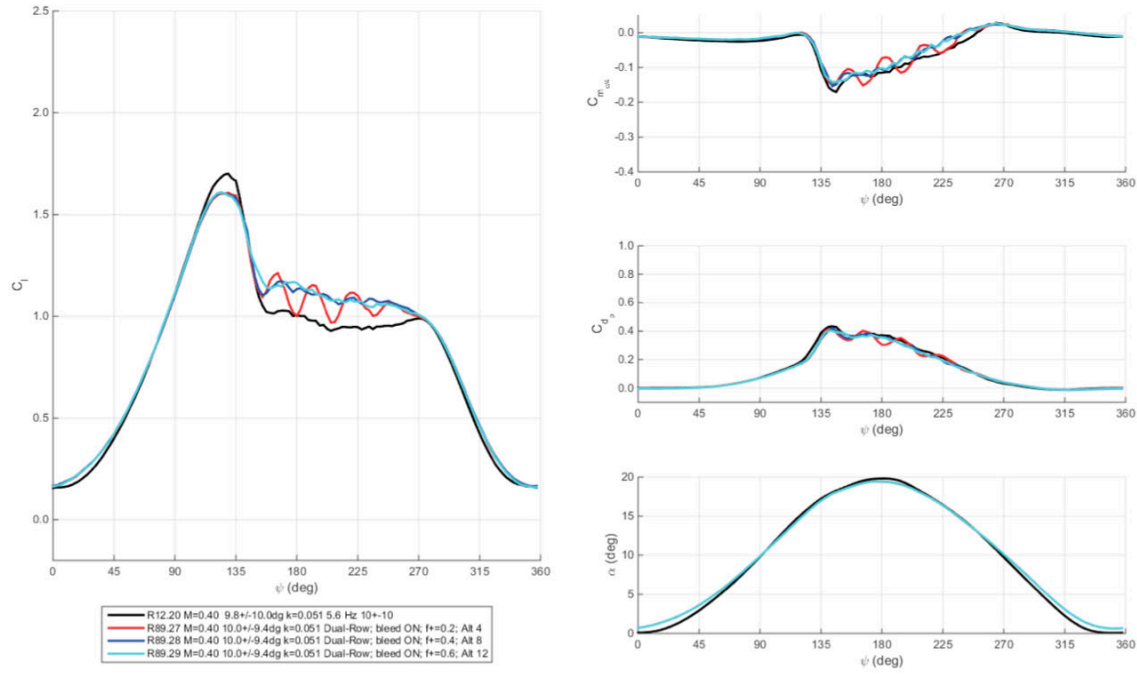 2.5
2.0
1.5
1.0
0.5
0.0
C_l
0 45 90 135 180 225 270 315 360
ψ (deg)
R12.20 M=0.40 9.8+/-10.0dg k=0.051 5.6 Hz 10+-10
R89.27 M=0.40 10.0+/-9.4dg k=0.051 Dual-Row; bleed ON; f+=0.2; Alt 4
R89.28 M=0.40 10.0+/-9.4dg k=0.051 Dual-Row; bleed ON; f+=0.4; Alt 8
R89.29 M=0.40 10.0+/-9.4dg k=0.051 Dual-Row; bleed ON; f+=0.6; Alt 12
0.0
-0.1
-0.2
-0.3
-0.4
C_m c/4
0 45 90 135 180 225 270 315 360
ψ (deg)
1.0
0.8
0.6
0.4
0.2
0.0
C_d p
0 45 90 135 180 225 270 315 360
ψ (deg)
20
15
10
5
0
α (deg)
0 45 90 135 180 225 270 315 360
ψ (deg)